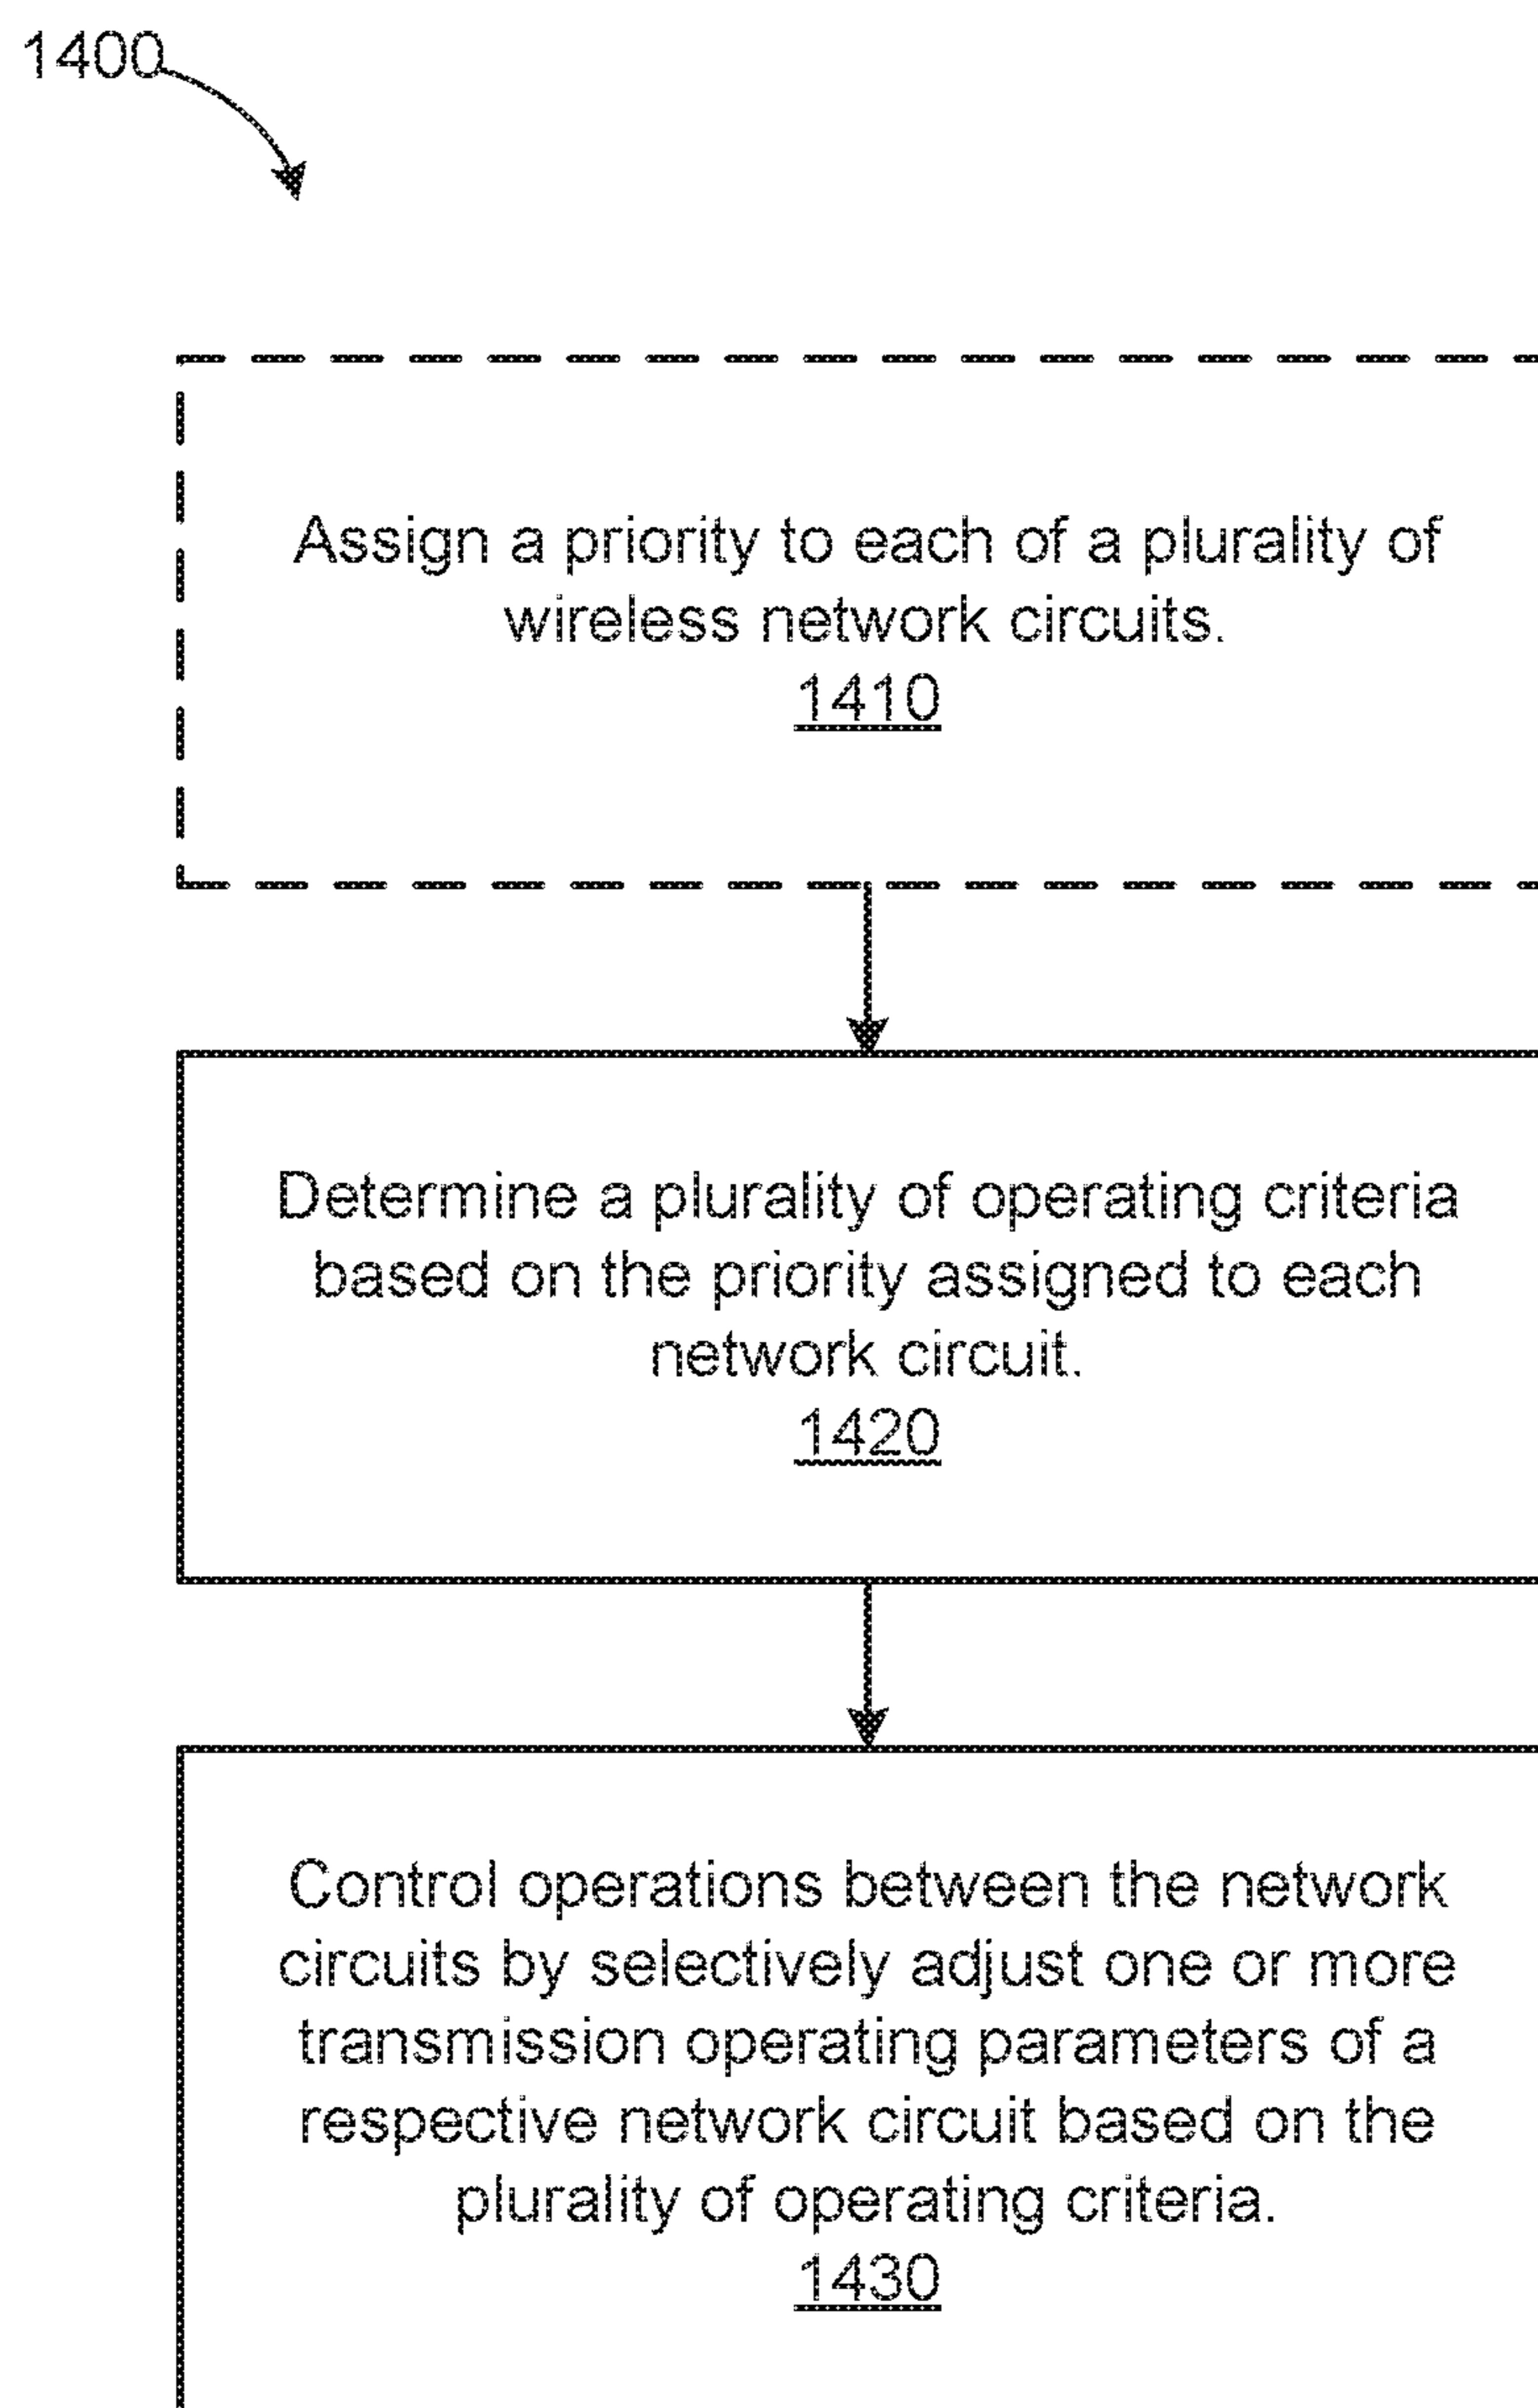 1400
Assign a priority to each of a plurality of
wireless network circuits.
1410
Determine a plurality of operating criteria
based on the priority assigned to each
network circuit.
1420
Control operations between the network
circuits by selectively adjust one or more
transmission operating parameters of a
respective network circuit based on the
plurality of operating criteria.
1430